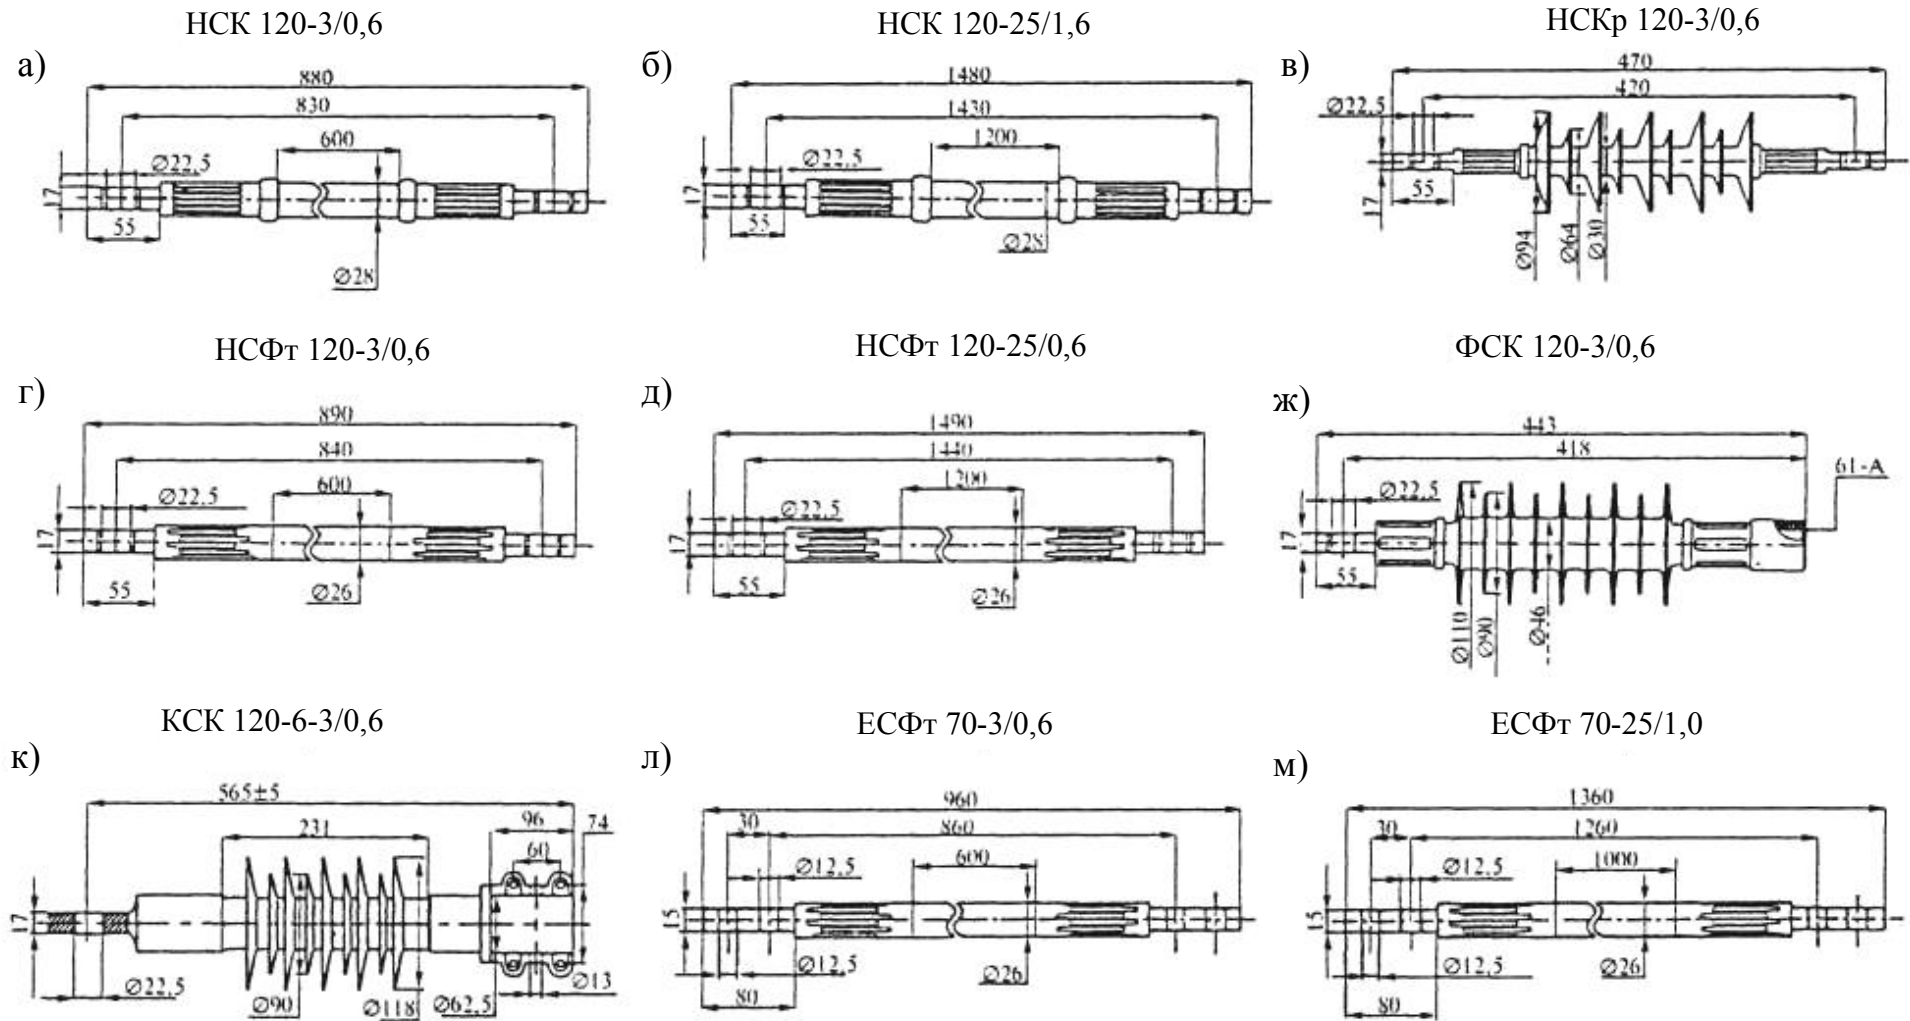 НСК 120-3/0,6
а)
880
830
600
Ø22,5
17
55
Ø28
НСК 120-25/1,6
б)
1480
1430
1200
Ø22,5
17
55
Ø28
НСКр 120-3/0,6
в)
470
420
Ø22,5
17
55
Ø94
Ø64
Ø30
НСФт 120-3/0,6
г)
890
840
600
Ø22,5
17
55
Ø26
НСФт 120-25/0,6
д)
1490
1440
1200
Ø22,5
17
55
Ø26
ФСК 120-3/0,6
ж)
443
418
61-А
Ø22,5
17
55
Ø110
Ø90
Ø46
КСК 120-6-3/0,6
к)
565±5
231
96
74
60
17
Ø22,5
Ø90
Ø118
Ø62,5
Ø13
ЕСФт 70-3/0,6
л)
960
30
860
600
Ø12,5
15
Ø12,5
Ø26
80
ЕСФт 70-25/1,0
м)
1360
30
1260
1000
Ø12,5
15
Ø12,5
Ø26
80